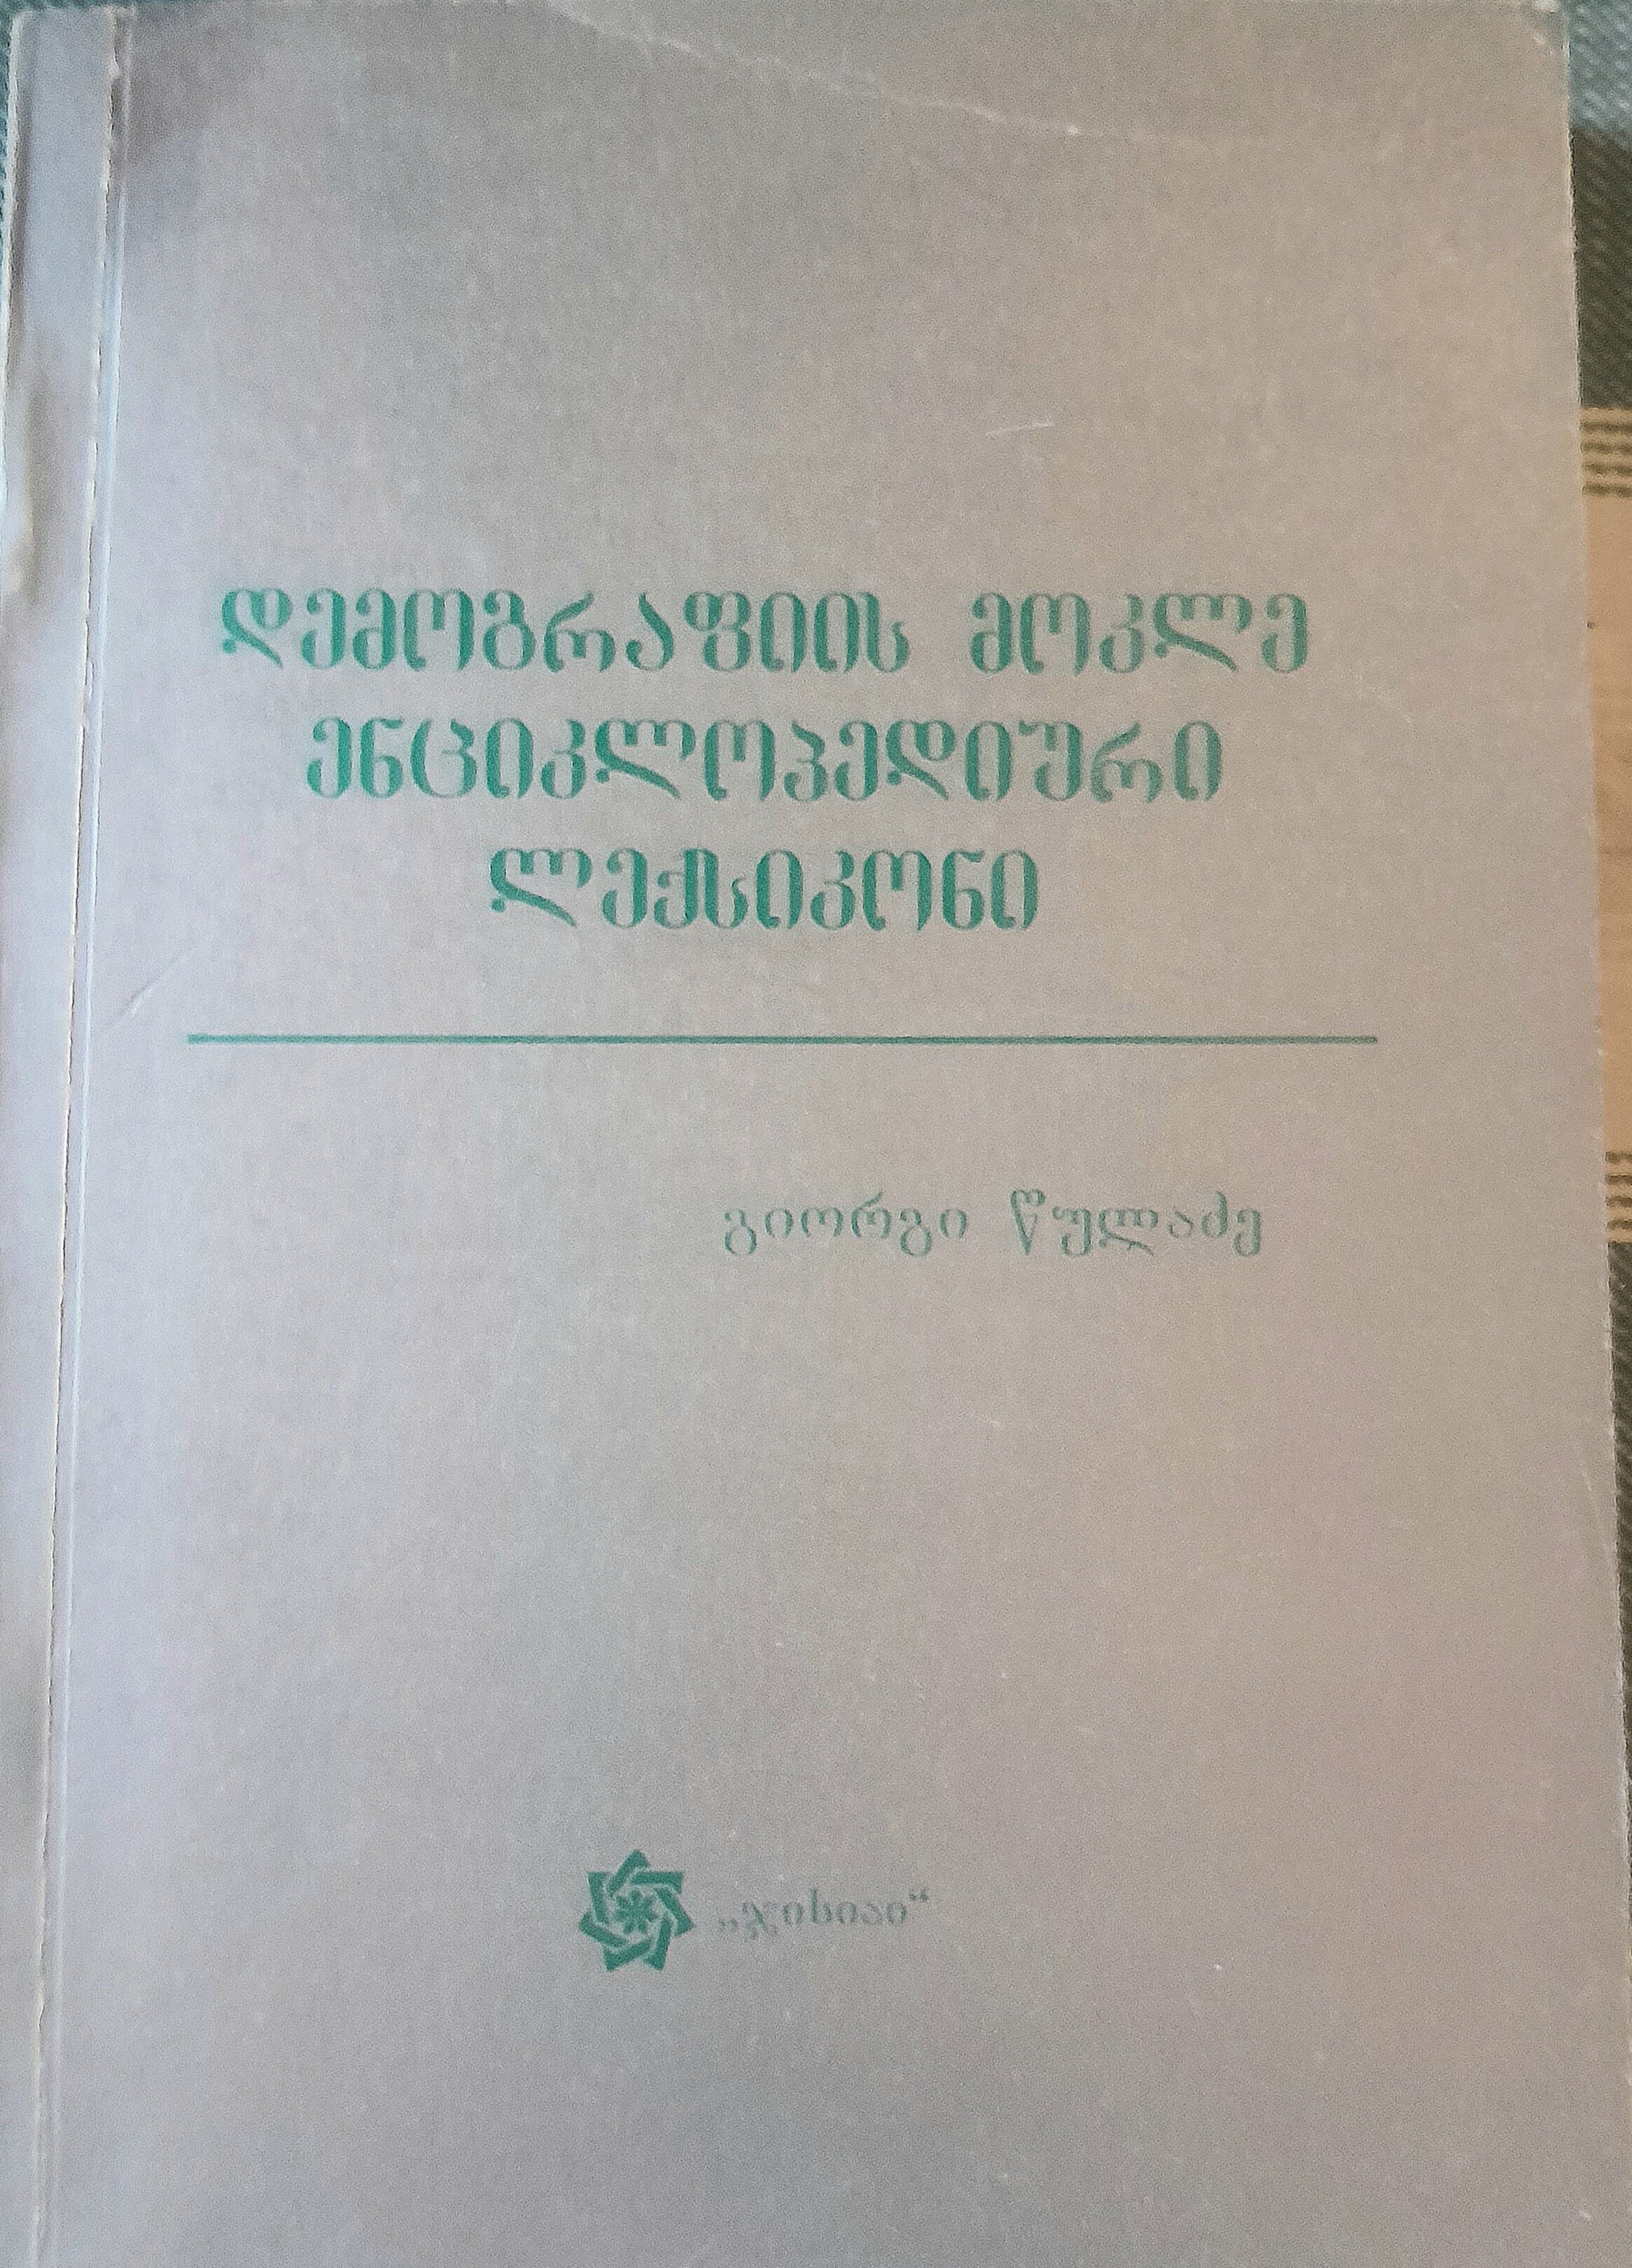 დემოგრაფიის მოკლე
ენციკლოპედიური
ლექსიკონი
გიორგი წულაძე
„ჯისიაი“